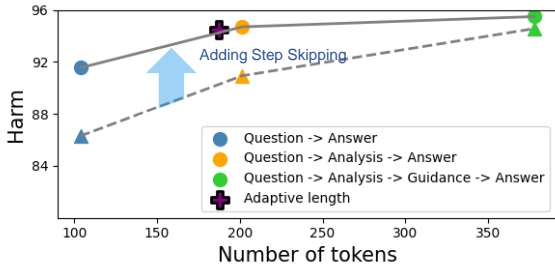 96
92
88
84
Harm
Adding Step Skipping
Question -> Answer
Question -> Analysis -> Answer
Question -> Analysis -> Guidance -> Answer
Adaptive length
100
150
200
250
300
350
Number of tokens